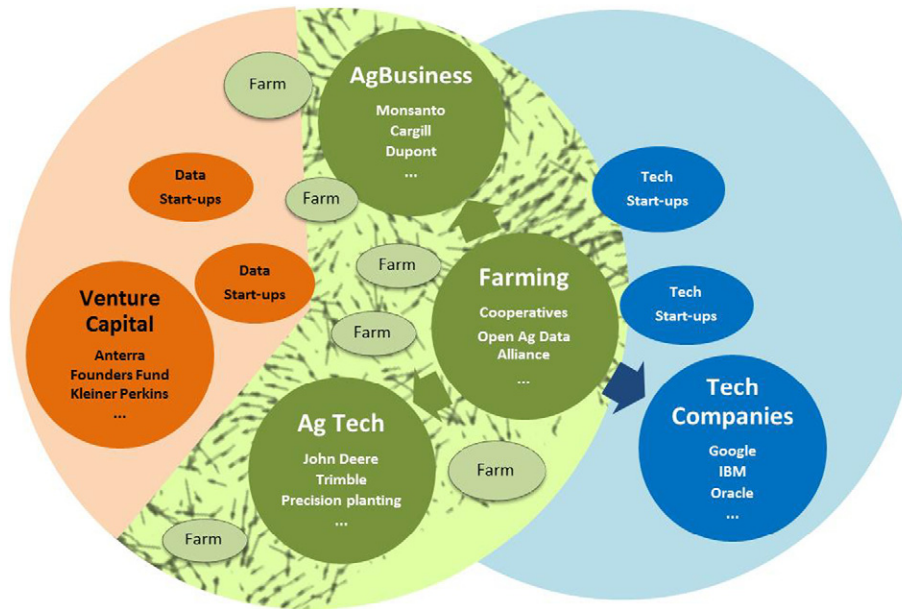 Farm
AgBusiness
Monsanto
Cargill
Dupont
...
Data
Start-ups
Farm
Tech
Start-ups
Farm
Data
Start-ups
Farming
Cooperatives
Open Ag Data
Alliance
...
Tech
Start-ups
Venture
Capital
Anterra
Founders Fund
Kleiner Perkins
...
Farm
Ag Tech
John Deere
Trimble
Precision planting
...
Tech
Companies
Google
IBM
Oracle
...
Farm
Farm